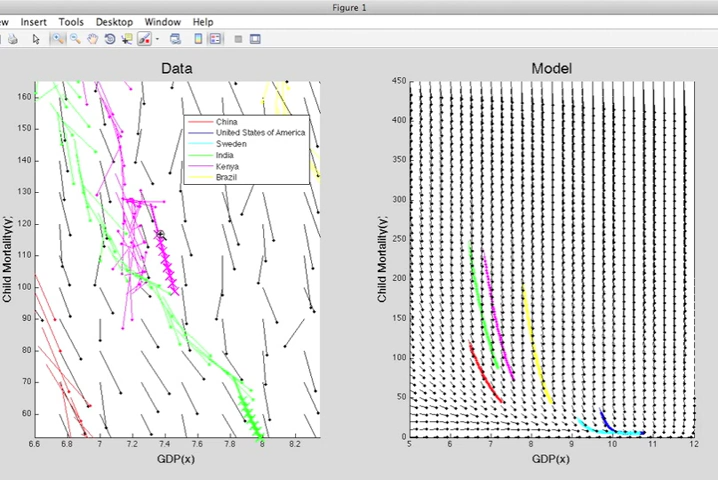 Figure 1
ew Insert Tools Desktop Window Help
Data
Model
China
United States of America
Sweden
India
Kenya
Brazil
Child Mortality(y)
160
150
140
130
120
110
100
90
80
70
60
6.6 6.8 7 7.2 7.4 7.6 7.8 8 8.2
GDP(x)
Child Mortality(y)
450
400
350
300
250
200
150
100
50
0
5 6 7 8 9 10 11 12
GDP(x)